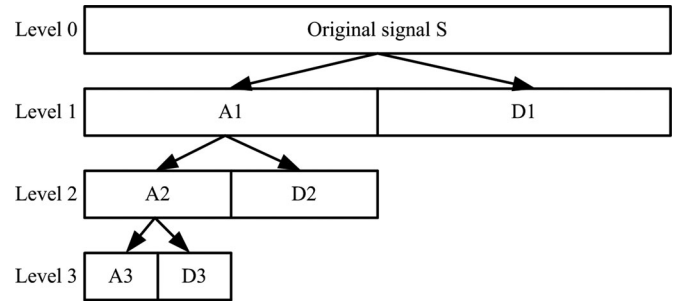 Level 0 Original signal S
Level 1 A1 D1
Level 2 A2 D2
Level 3 A3 D3